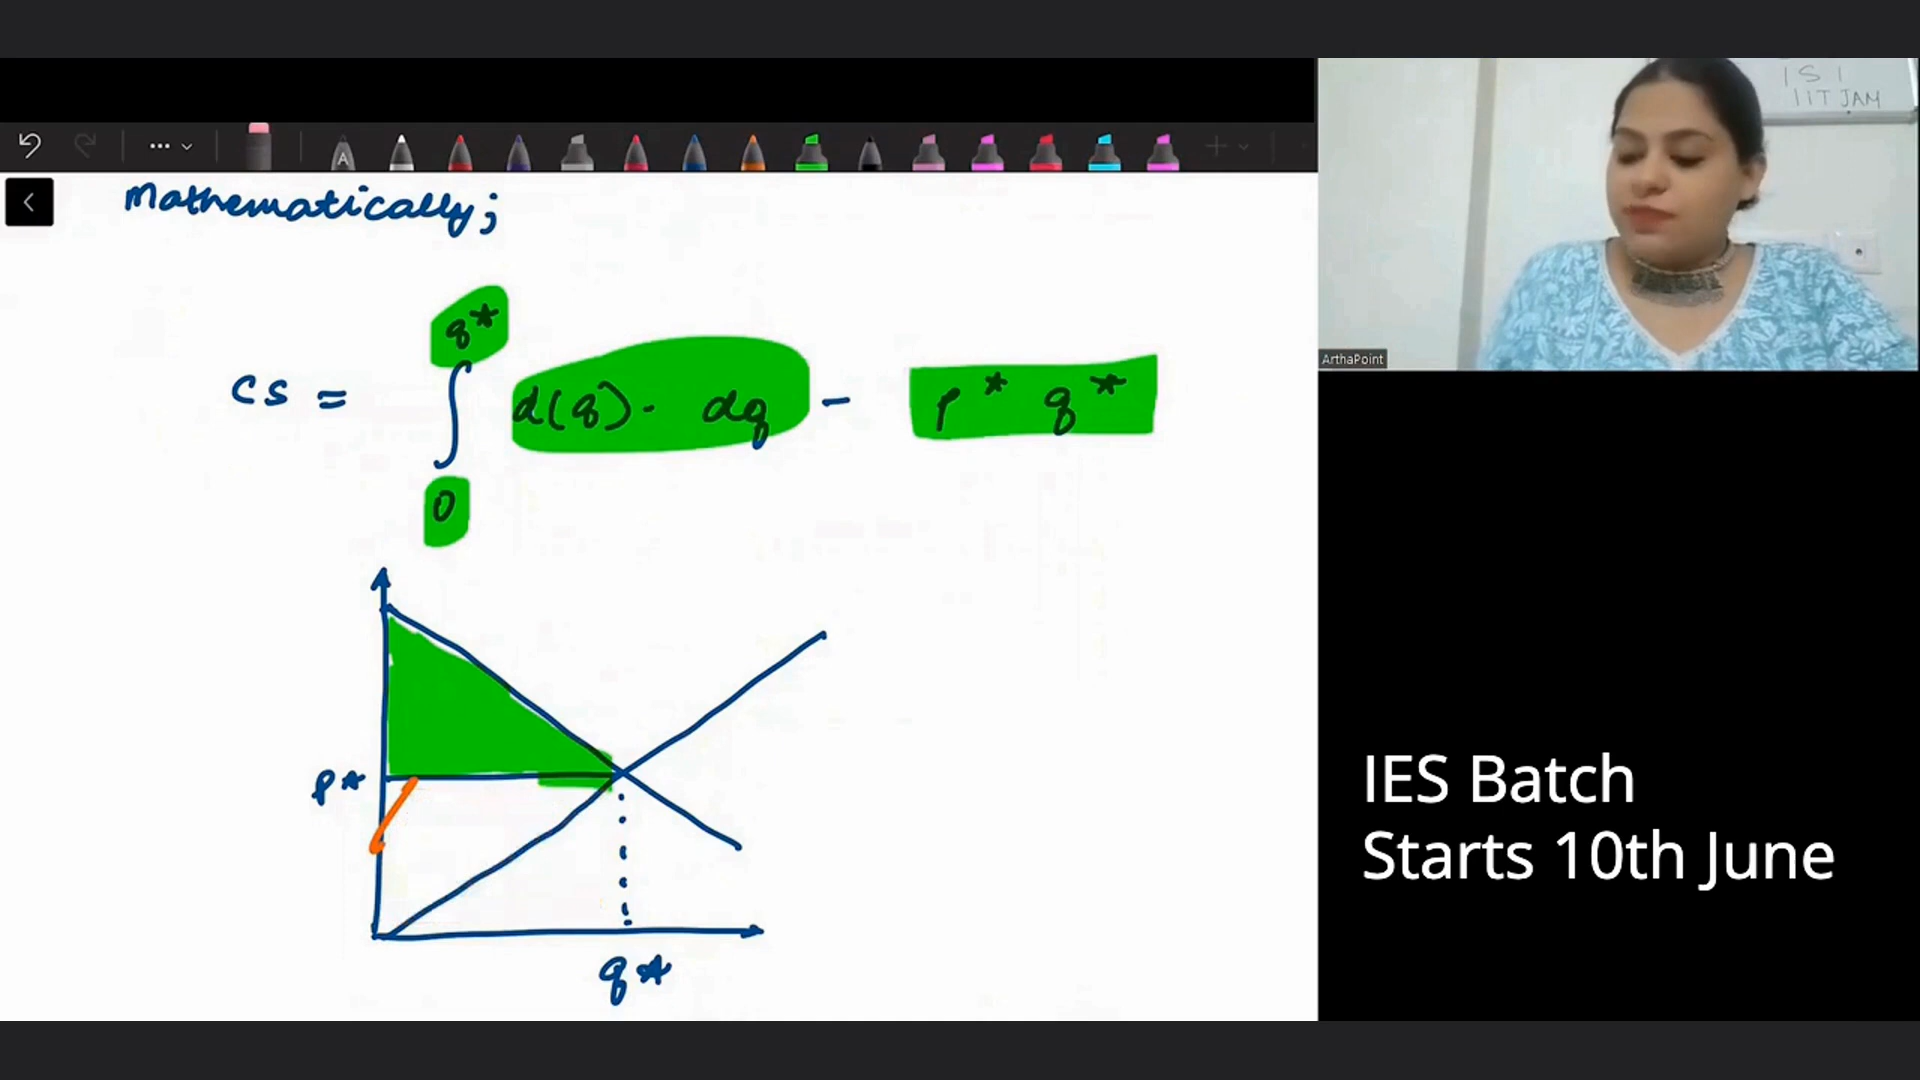 A
Mathematically;
q*
CS = ∫ d(q). dq - p* q*
0
p*
q*
ISI
IIT JAM
ArthaPoint
IES Batch
Starts 10th June